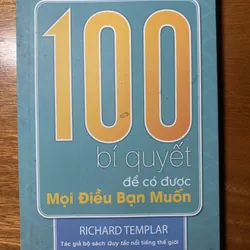 100
bí quyết
để có được
Mọi Điều Bạn Muốn
RICHARD TEMPLAR
Tác giả bộ sách Quy tắc nổi tiếng thế giới